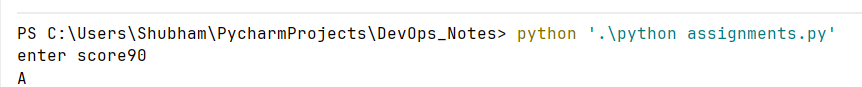 PS C:\Users\Shubham\PycharmProjects\DevOps_Notes> python '.\python assignments.py'
enter score90
A